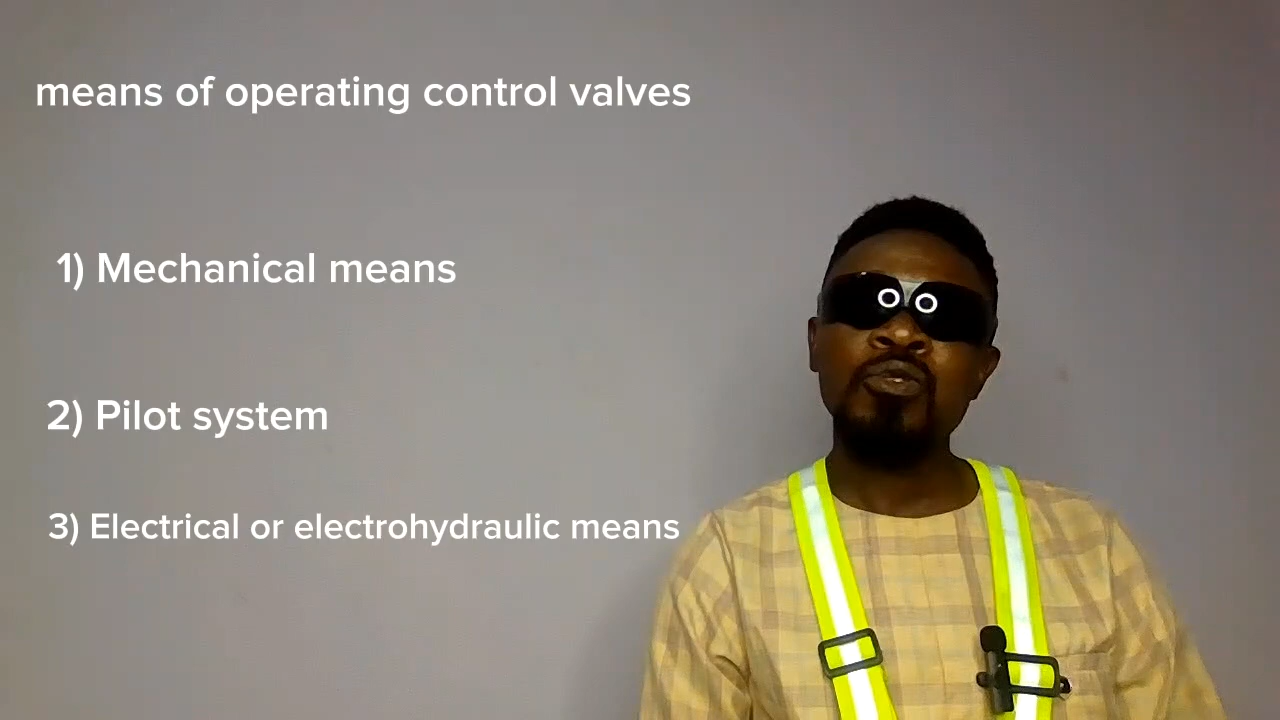 means of operating control valves
1) Mechanical means
2) Pilot system
3) Electrical or electrohydraulic means